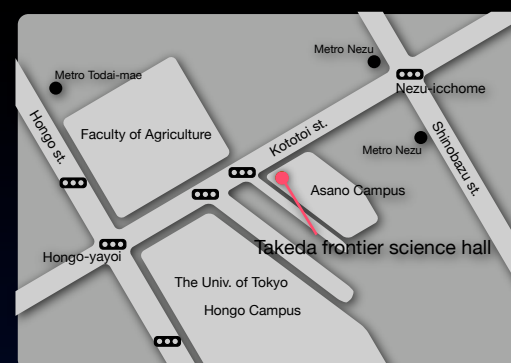 Metro Nezu
Metro Todai-mae
Nezu-icchome
Hongo st.
Faculty of Agriculture
Kototoi st.
Metro Nezu
Shinobazu st.
Asano Campus
Takeda frontier science hall
Hongo-yayoi
The Univ. of Tokyo
Hongo Campus